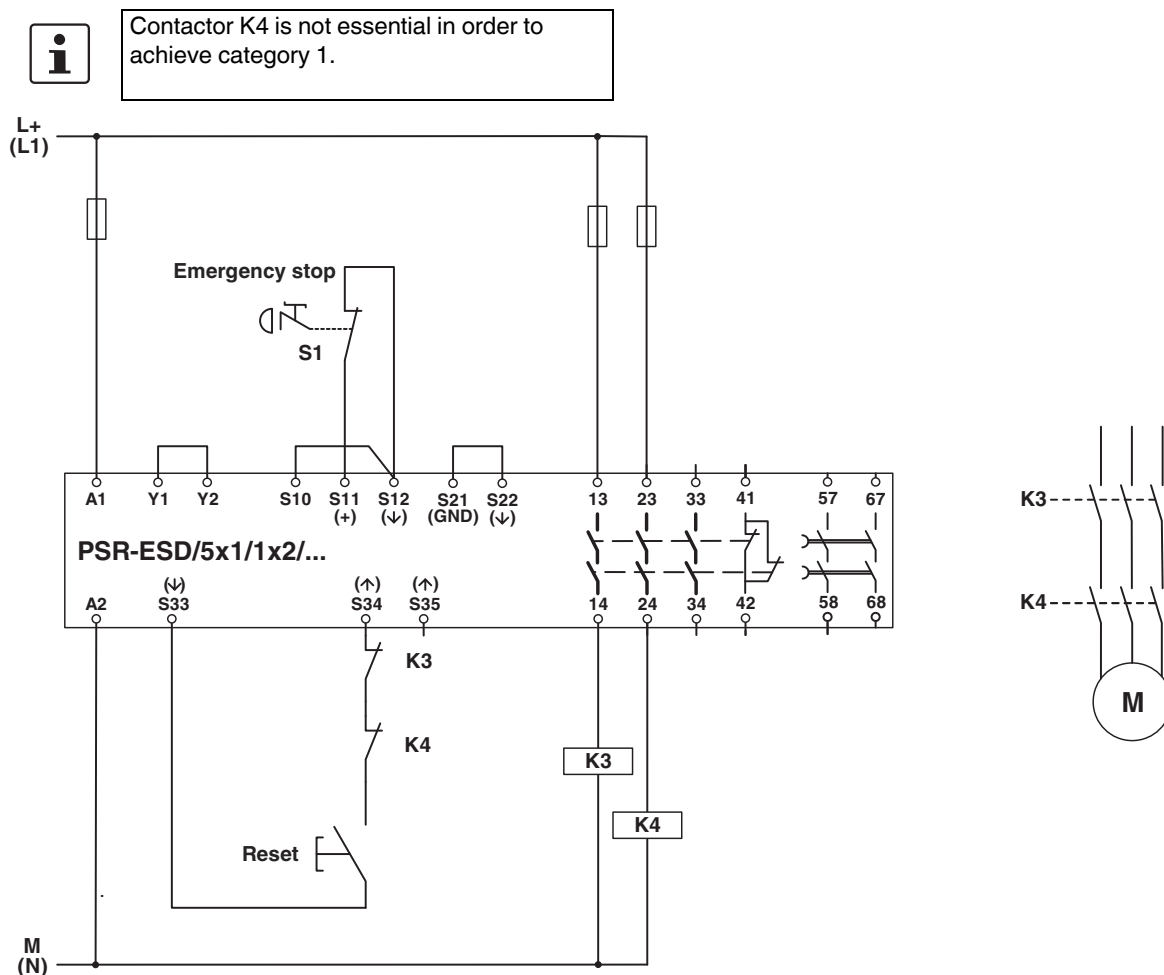 i
Contactor K4 is not essential in order to
achieve category 1.
L+
(L1)
Emergency stop
S1
A1 Y1 Y2 S10 S11 S12 S21 S22 13 23 33 41 57 67
(+) (↓) (GND) (↓)
PSR-ESD/5x1/1x2/...
(↓) (↑) (↑)
A2 S33 S34 S35 14 24 34 42 58 68
K3
K4
K3
K4
Reset
K3
K4
M
M
(N)